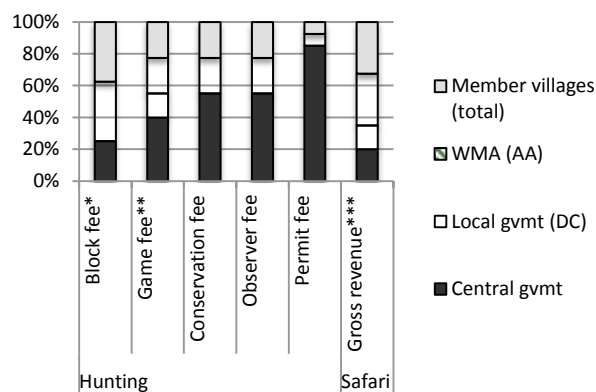 100%
80%
60%
40%
20%
0%
Block fee*
Game fee**
Conservation fee
Observer fee
Permit fee
Gross revenue***
Hunting
Safari
Member villages
(total)
WMA (AA)
Local gvmt (DC)
Central gvmt